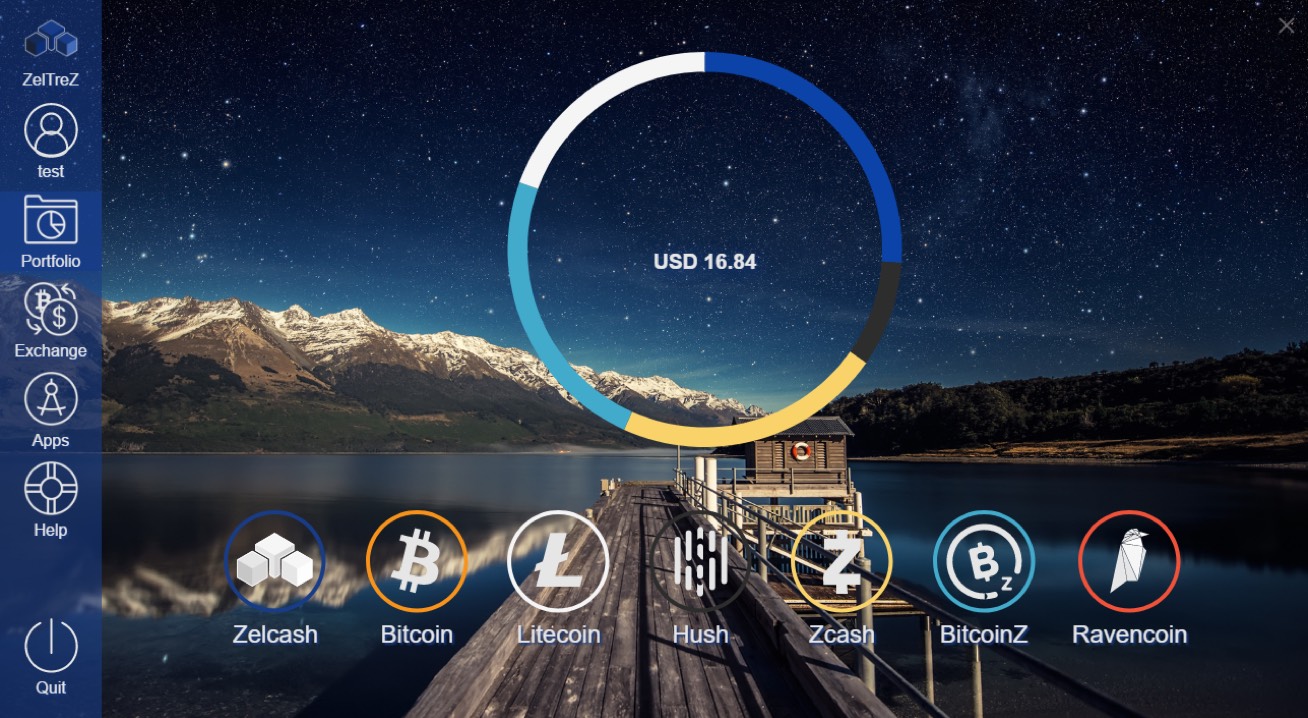 ZelTreZ
test
Portfolio
Exchange
Apps
Help
Quit
USD 16.84
Zelcash
Bitcoin
Litecoin
Hush
Zcash
BitcoinZ
Ravencoin